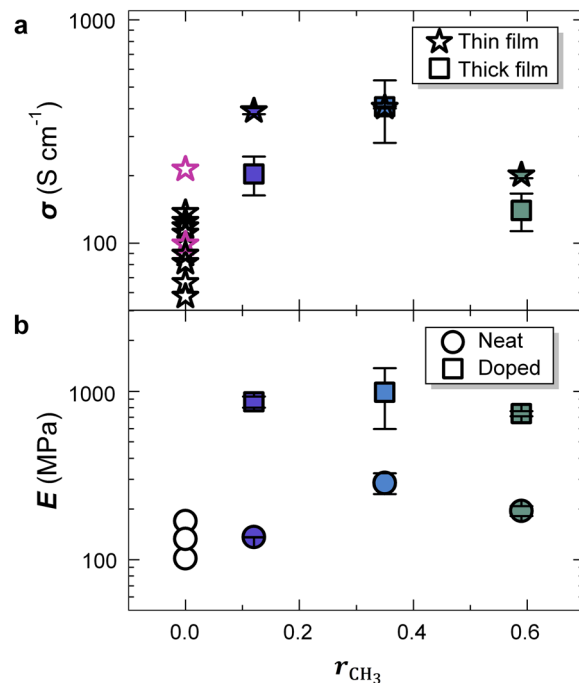 a
1000
100
σ (S cm⁻¹)
Thin film
Thick film
b
1000
100
E (MPa)
Neat
Doped
0.0 0.2 0.4 0.6
r_CH₃